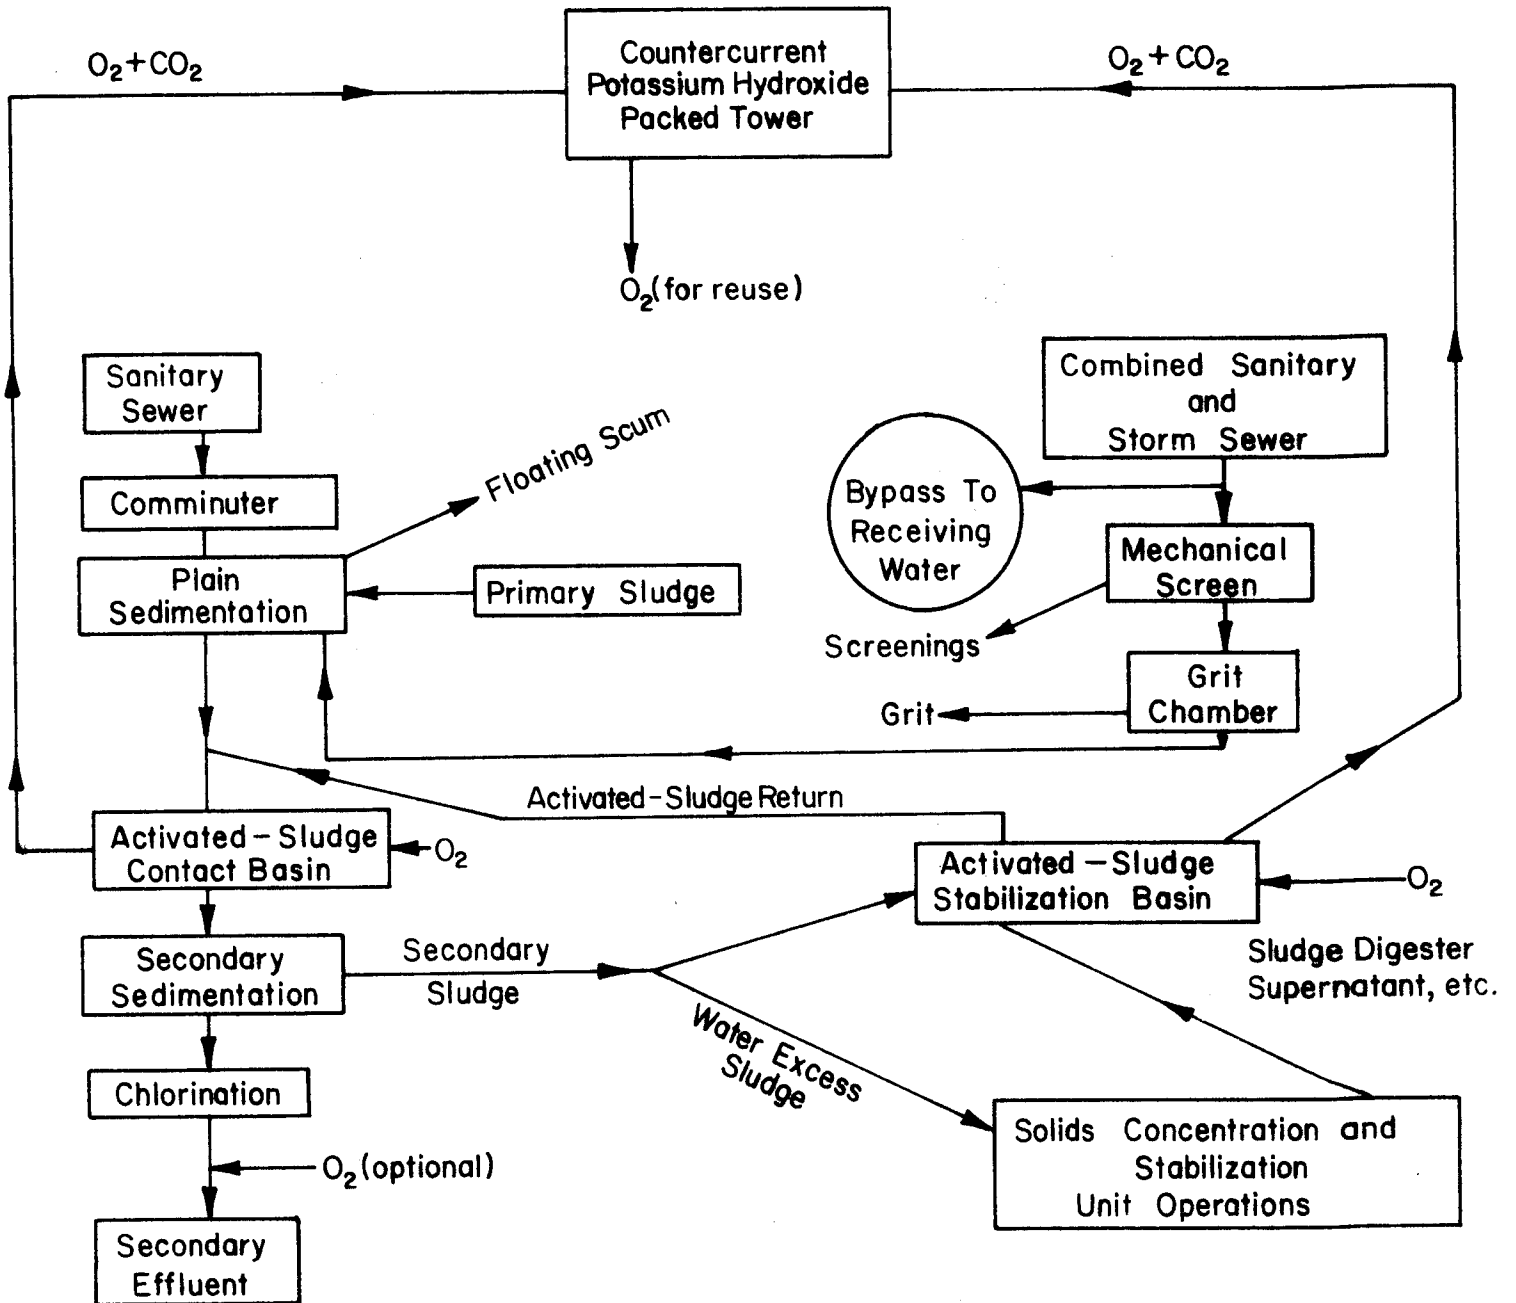 O₂+CO₂
Countercurrent
Potassium Hydroxide
Packed Tower
O₂+CO₂
O₂(for reuse)
Sanitary
Sewer
Comminuter
Plain
Sedimentation
Floating Scum
Primary Sludge
Combined Sanitary
and
Storm Sewer
Bypass To
Receiving
Water
Mechanical
Screen
Screenings
Grit
Chamber
Grit
Activated-Sludge Return
Activated-Sludge
Contact Basin
O₂
Activated-Sludge
Stabilization Basin
O₂
Secondary
Sedimentation
Secondary
Sludge
Sludge Digester
Supernatant, etc.
Water Excess
Sludge
Chlorination
Solids Concentration and
Stabilization
Unit Operations
O₂(optional)
Secondary
Effluent